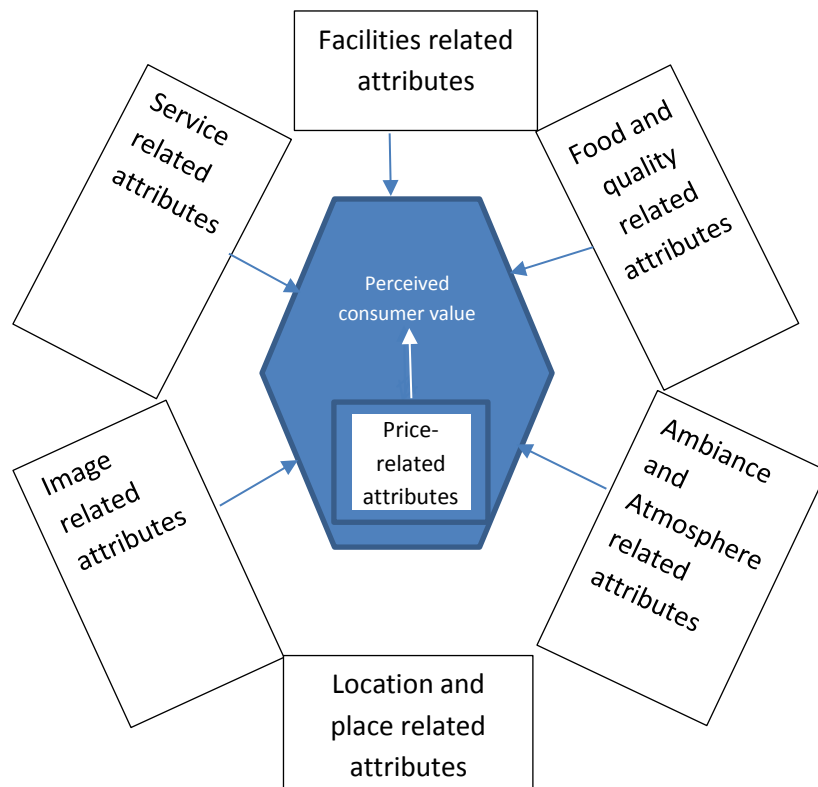 Facilities related
attributes
Service
related
attributes
Food and
quality
related
attributes
Perceived
consumer value
Price-
related
attributes
Image
related
attributes
Ambiance
and
Atmosphere
related
attributes
Location and
place related
attributes